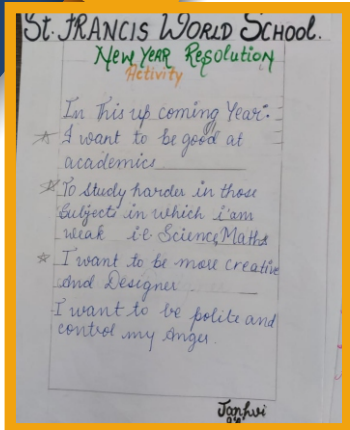 St. FRANCIS WORLD SCHOOL.
NEW YEAR RESOLUTION
Activity
In this up coming Year:
I want to be good at
academics
To study harder in those
Subjects in which i'am
weak i.e Science, Maths
I want to be more creative
And Designer
I want to be polite and
control my Anger.
Janhvi